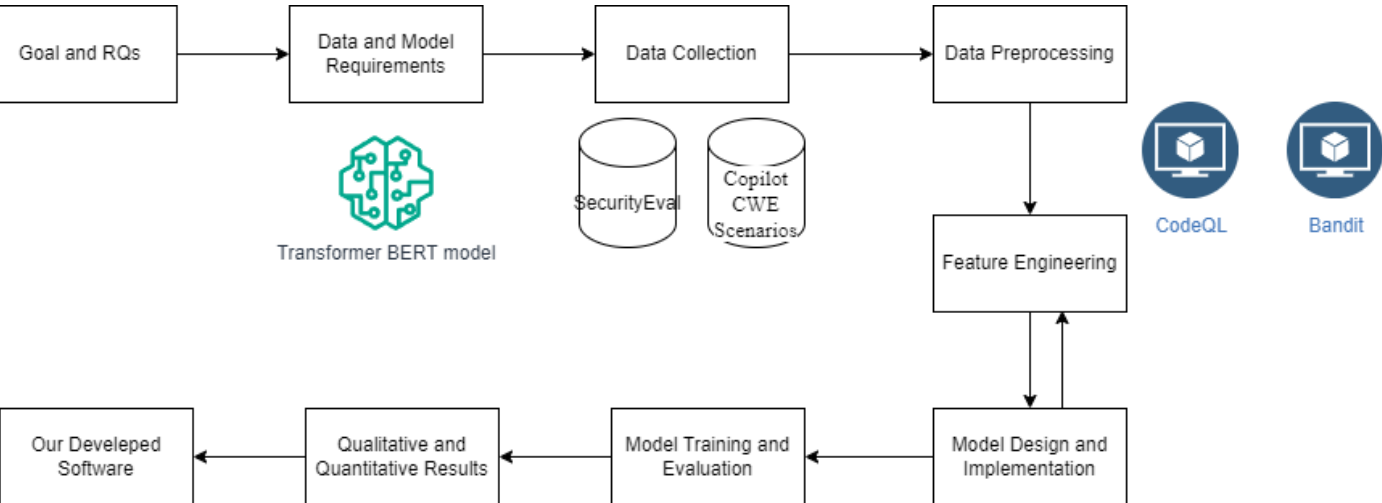 Goal and RQs
Data and Model
Requirements
Data Collection
Data Preprocessing
Transformer BERT model
SecurityEval
Copilot
CWE
Scenarios
CodeQL
Bandit
Feature Engineering
Our Develeped
Software
Qualitative and
Quantitative Results
Model Training and
Evaluation
Model Design and
Implementation